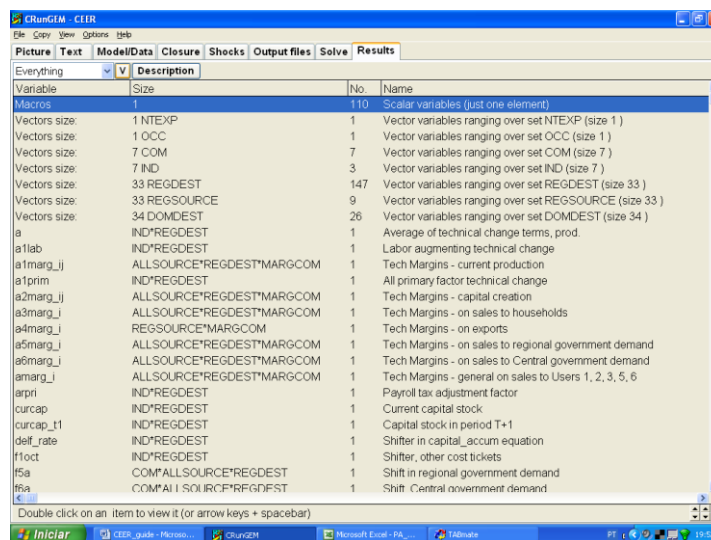 CRunGEM - CEER
File Copy View Options Help
Picture Text Model/Data Closure Shocks Output files Solve Results
Everything V Description
Variable Size No. Name
Macros 1 110 Scalar variables (just one element)
Vectors size: 1 NTEXP 1 Vector variables ranging over set NTEXP (size 1 )
Vectors size: 1 OCC 1 Vector variables ranging over set OCC (size 1 )
Vectors size: 7 COM 7 Vector variables ranging over set COM (size 7 )
Vectors size: 7 IND 3 Vector variables ranging over set IND (size 7 )
Vectors size: 33 REGDEST 147 Vector variables ranging over set REGDEST (size 33 )
Vectors size: 33 REGSOURCE 9 Vector variables ranging over set REGSOURCE (size 33 )
Vectors size: 34 DOMDEST 26 Vector variables ranging over set DOMDEST (size 34 )
a IND*REGDEST 1 Average of technical change terms, prod.
a1lab IND*REGDEST 1 Labor augmenting technical change
a1marg_ij ALLSOURCE*REGDEST*MARGCOM 1 Tech Margins - current production
a1prim IND*REGDEST 1 All primary factor technical change
a2marg_ij ALLSOURCE*REGDEST*MARGCOM 1 Tech Margins - capital creation
a3marg_i ALLSOURCE*REGDEST*MARGCOM 1 Tech Margins - on sales to households
a4marg_i REGSOURCE*MARGCOM 1 Tech Margins - on exports
a5marg_i ALLSOURCE*REGDEST*MARGCOM 1 Tech Margins - on sales to regional government demand
a6marg_i ALLSOURCE*REGDEST*MARGCOM 1 Tech Margins - on sales to Central government demand
amarg_i ALLSOURCE*REGDEST*MARGCOM 1 Tech Margins - general on sales to Users 1, 2, 3, 5, 6
arpri IND*REGDEST 1 Payroll tax adjustment factor
curcap IND*REGDEST 1 Current capital stock
curcap_t1 IND*REGDEST 1 Capital stock in period T+1
delf_rate IND*REGDEST 1 Shifter in capital_accum equation
f1oct IND*REGDEST 1 Shifter, other cost tickets
f5a COM*ALLSOURCE*REGDEST 1 Shift in regional government demand
f6a COM*ALLSOURCE*REGDEST 1 Shift, Central government demand
Double click on an item to view it (or arrow keys + spacebar)
Iniciar CEER_guide - Microso... CRunGEM Microsoft Excel - PA_... TABmate PT